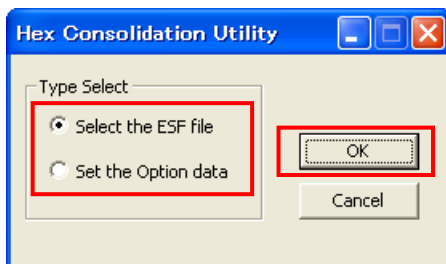 Hex Consolidation Utility
Type Select
Select the ESF file
Set the Option data
OK
Cancel